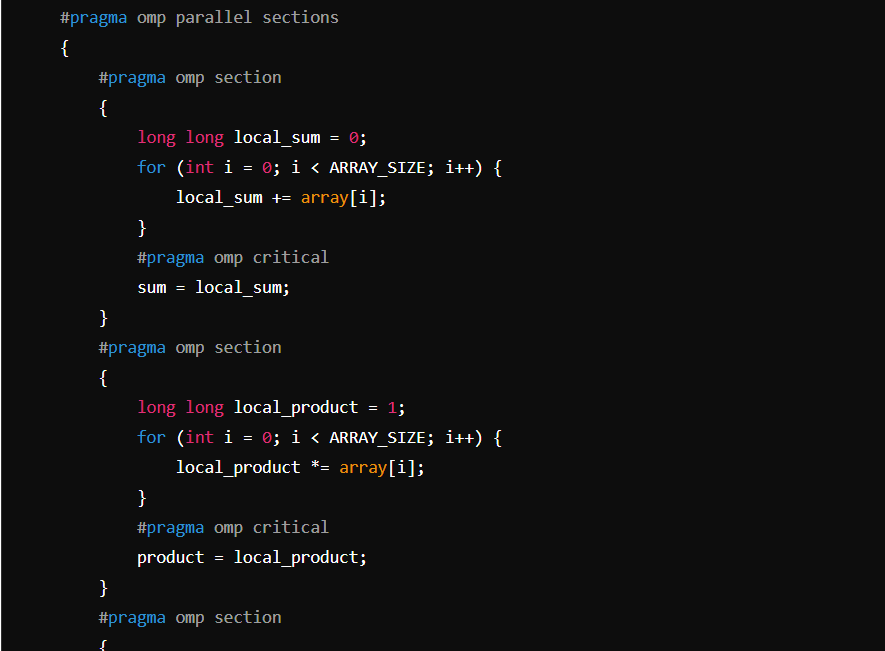 #pragma omp parallel sections
{
    #pragma omp section
    {
        long long local_sum = 0;
        for (int i = 0; i < ARRAY_SIZE; i++) {
            local_sum += array[i];
        }
        #pragma omp critical
        sum = local_sum;
    }
    #pragma omp section
    {
        long long local_product = 1;
        for (int i = 0; i < ARRAY_SIZE; i++) {
            local_product *= array[i];
        }
        #pragma omp critical
        product = local_product;
    }
    #pragma omp section
    {